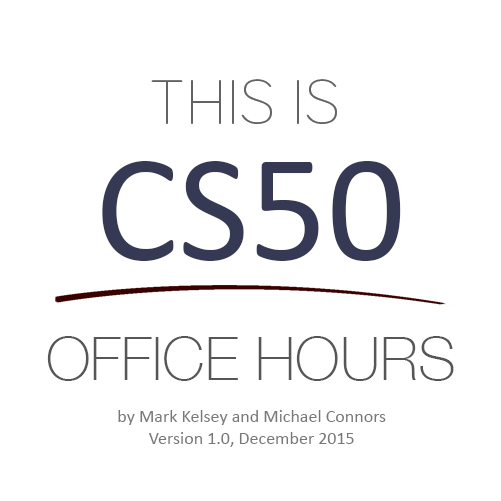 THIS IS
CS50
OFFICE HOURS
by Mark Kelsey and Michael Connors
Version 1.0, December 2015